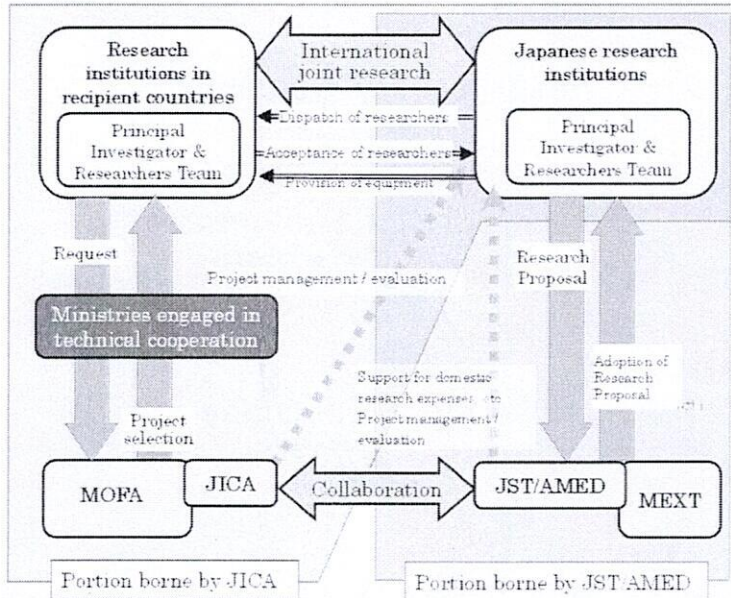 Research
institutions in
recipient countries
Principal
Investigator &
Researchers Team
International
joint research
Japanese research
institutions
Principal
Investigator &
Researchers Team
Dispatch of researchers
Acceptance of researchers
Provision of equipment
Request
Project management / evaluation
Research
Proposal
Ministries engaged in
technical cooperation
Support for domestic
research expenses, etc
Project management /
evaluation
Adoption of
Research
Proposal
Project
selection
MOFA
JICA
Collaboration
JST/AMED
MEXT
Portion borne by JICA
Portion borne by JST/AMED